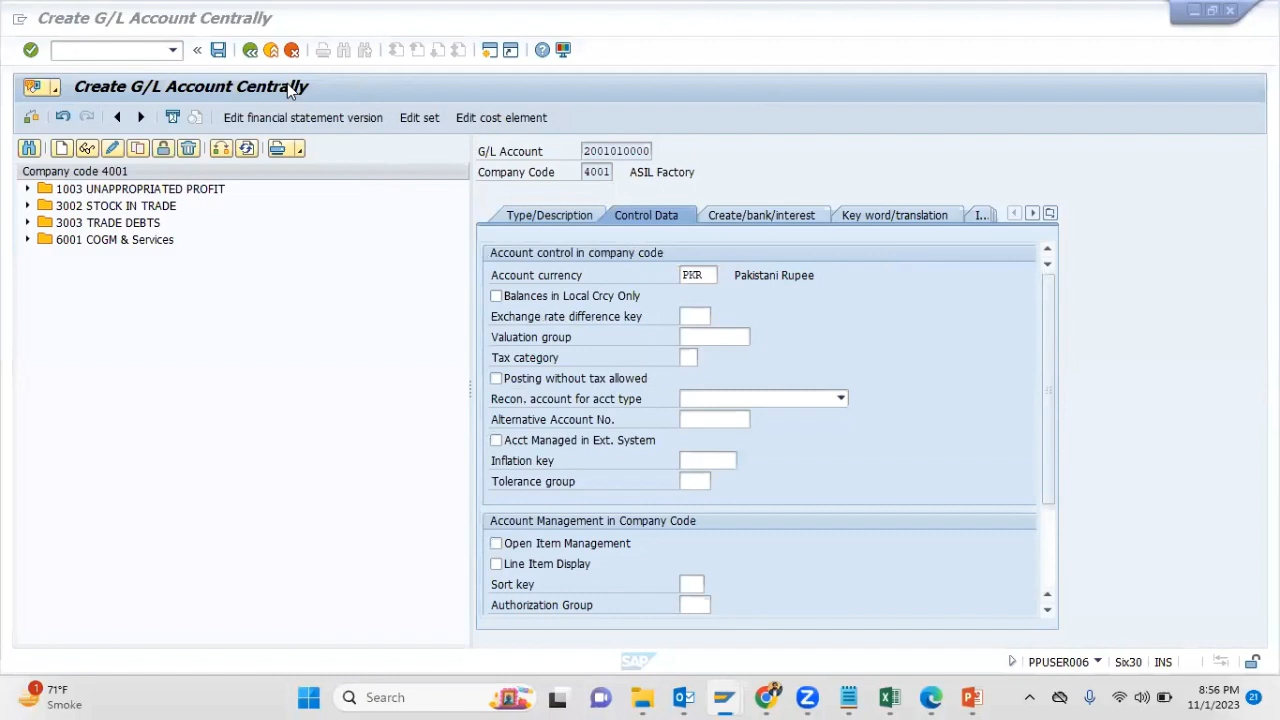 Create G/L Account Centrally
Create G/L Account Centrally
Edit financial statement version Edit set Edit cost element
Company code 4001
1003 UNAPPROPRIATED PROFIT
3002 STOCK IN TRADE
3003 TRADE DEBTS
6001 COGM & Services
G/L Account 2001010000
Company Code 4001 ASIL Factory
Type/Description Control Data Create/bank/interest Key word/translation I...
Account control in company code
Account currency PKR Pakistani Rupee
Balances in Local Crcy Only
Exchange rate difference key
Valuation group
Tax category
Posting without tax allowed
Recon. account for acct type
Alternative Account No.
Acct Managed in Ext. System
Inflation key
Tolerance group
Account Management in Company Code
Open Item Management
Line Item Display
Sort key
Authorization Group
SAP
PPUSER006 Six30 INS
1 71°F
Smoke
Search
8:56 PM
11/1/2023
21